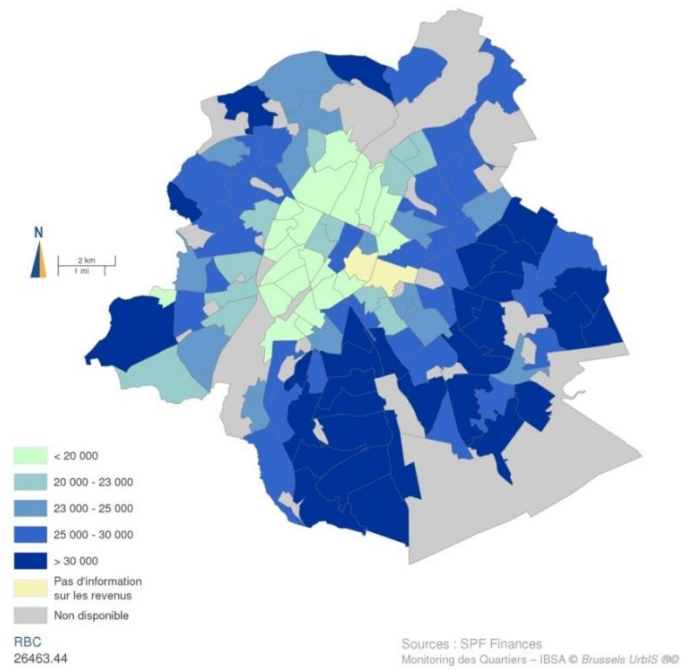 N
2 km
1 mi
< 20 000
20 000 - 23 000
23 000 - 25 000
25 000 - 30 000
> 30 000
Pas d'information
sur les revenus
Non disponible
RBC
26463.44
Sources : SPF Finances
Monitoring des Quartiers – IBSA © Brussels UrbIS ®©